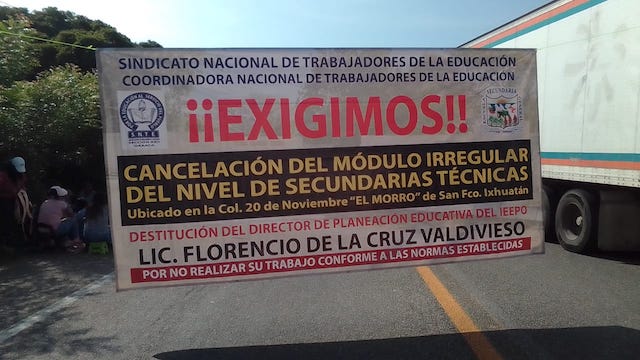 SINDICATO NACIONAL DE TRABAJADORES DE LA EDUCACIÓN
COORDINADORA NACIONAL DE TRABAJADORES DE LA EDUCACION
¡¡EXIGIMOS!!
S.N.T.E.
SECUNDARIA
CANCELACIÓN DEL MÓDULO IRREGULAR
DEL NIVEL DE SECUNDARIAS TÉCNICAS
Ubicado en la Col. 20 de Noviembre "EL MORRO" de San Fco. Ixhuatán
DESTITUCIÓN DEL DIRECTOR DE PLANEACIÓN EDUCATIVA DEL IEEPO
LIC. FLORENCIO DE LA CRUZ VALDIVIESO
POR NO REALIZAR SU TRABAJO CONFORME A LAS NORMAS ESTABLECIDAS